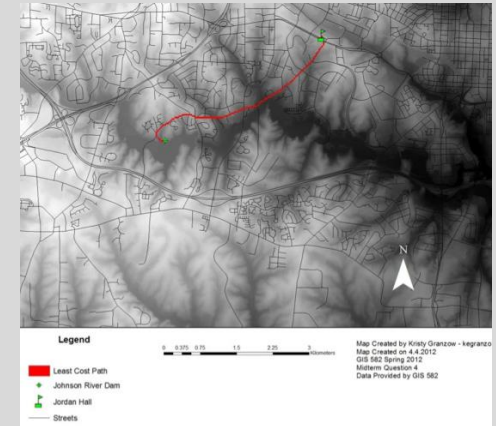 N
Legend
Least Cost Path
Johnson River Dam
Jordan Hall
Streets
0 0.375 0.75 1.5 2.25 3
Kilometers
Map Created by Kristy Granzow - kegranzo
Map Created on 4.4.2012
GIS 582 Spring 2012
Midterm Question 4
Data Provided by GIS 582